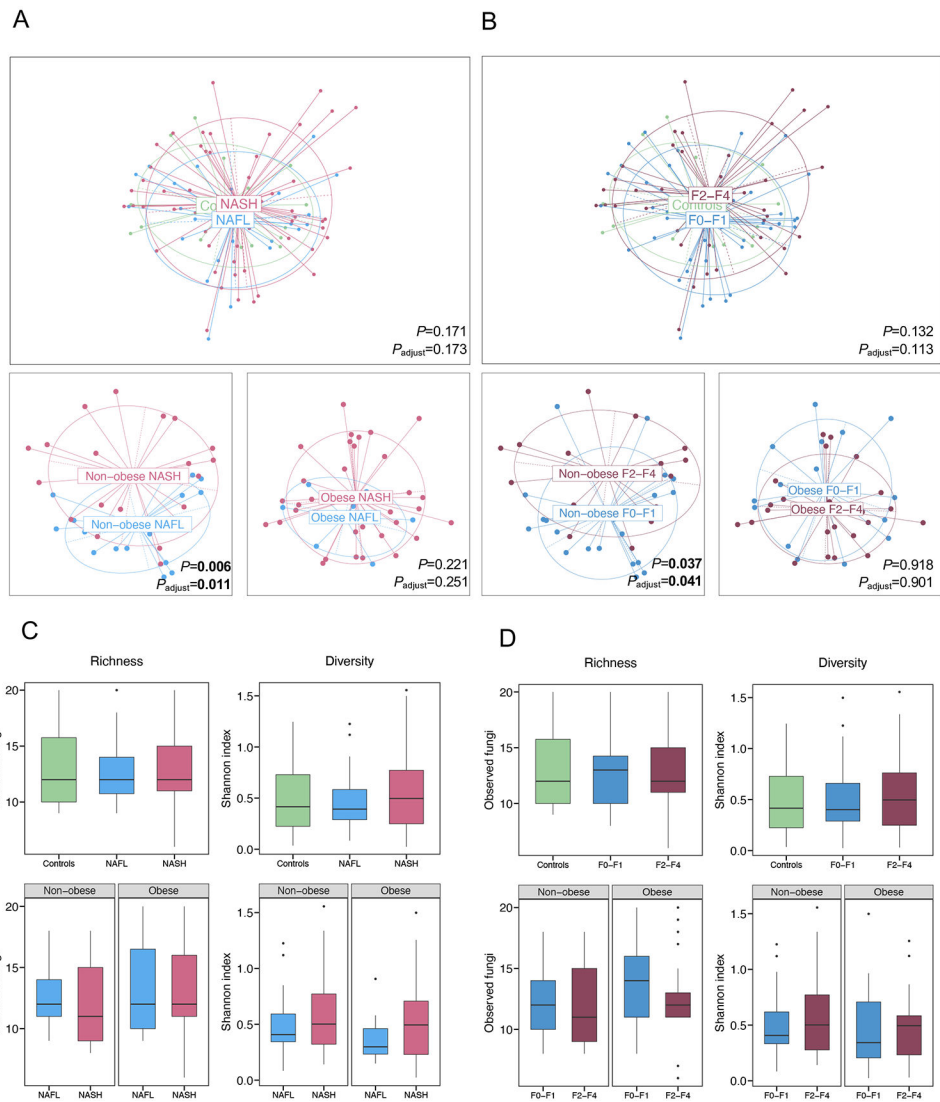 A
B
Co
NASH
NAFL
P=0.171
Padjust=0.173
F2-F4
Controls
F0-F1
P=0.132
Padjust=0.113
Non-obese NASH
Non-obese NAFL
P=0.006
Padjust=0.011
Obese NASH
Obese NAFL
P=0.221
Padjust=0.251
Non-obese F2-F4
Non-obese F0-F1
P=0.037
Padjust=0.041
Obese F0-F1
Obese F2-F4
P=0.918
Padjust=0.901
C
Richness
20
15
10
Controls
NAFL
NASH
Diversity
Shannon index
1.5
1.0
0.5
0.0
Controls
NAFL
NASH
Non-obese
Obese
20
15
10
NAFL
NASH
NAFL
NASH
Non-obese
Obese
Shannon index
1.5
1.0
0.5
0.0
NAFL
NASH
NAFL
NASH
D
Richness
Observed fungi
20
15
10
Controls
F0-F1
F2-F4
Diversity
Shannon index
1.5
1.0
0.5
0.0
Controls
F0-F1
F2-F4
Non-obese
Obese
Observed fungi
20
15
10
F0-F1
F2-F4
F0-F1
F2-F4
Non-obese
Obese
Shannon index
1.5
1.0
0.5
0.0
F0-F1
F2-F4
F0-F1
F2-F4